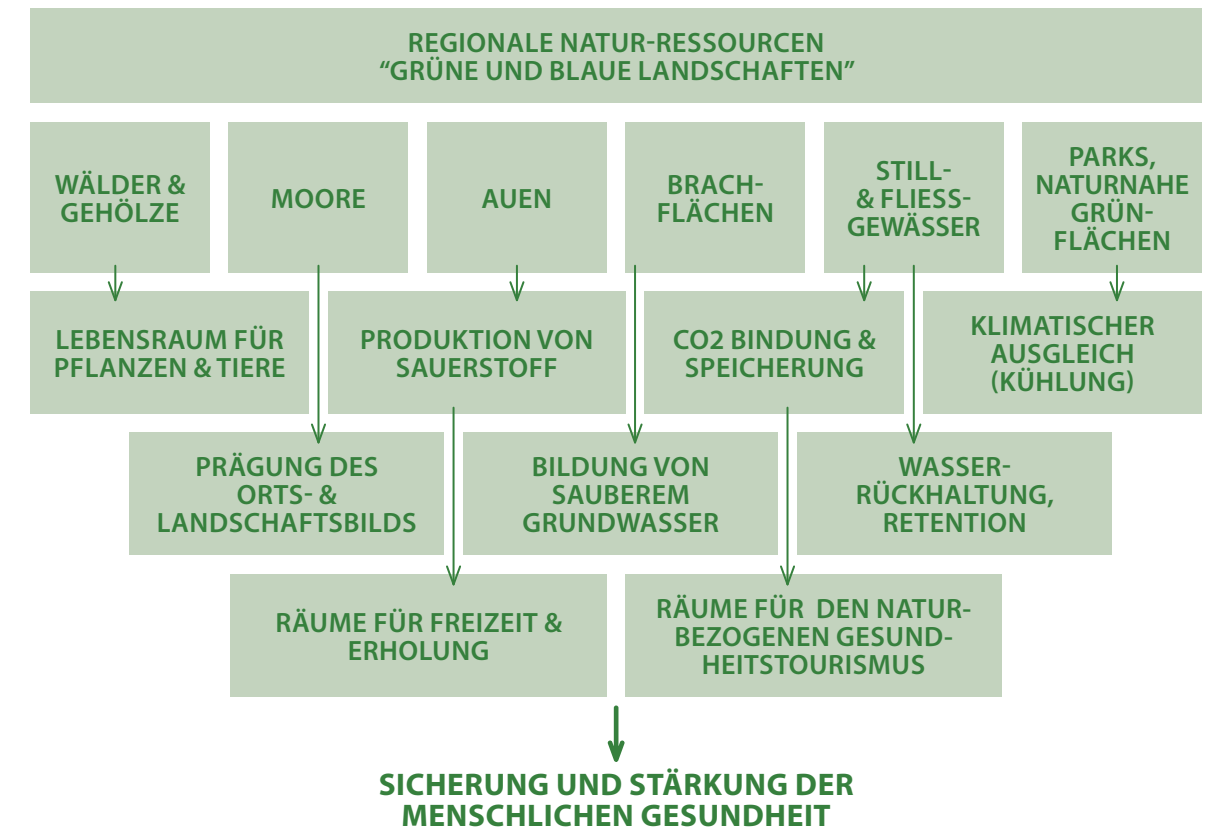 REGIONALE NATUR-RESSOURCEN
“GRÜNE UND BLAUE LANDSCHAFTEN”
WÄLDER &
GEHÖLZE
MOORE
AUEN
BRACH-
FLÄCHEN
STILL-
& FLIESS-
GEWÄSSER
PARKS,
NATURNAHE
GRÜN-
FLÄCHEN
LEBENSRAUM FÜR
PFLANZEN & TIERE
PRODUKTION VON
SAUERSTOFF
CO2 BINDUNG &
SPEICHERUNG
KLIMATISCHER
AUSGLEICH
(KÜHLUNG)
PRÄGUNG DES
ORTS- &
LANDSCHAFTSBILDS
BILDUNG VON
SAUBEREM
GRUNDWASSER
WASSER-
RÜCKHALTUNG,
RETENTION
RÄUME FÜR FREIZEIT &
ERHOLUNG
RÄUME FÜR DEN NATUR-
BEZOGENEN GESUND-
HEITSTOURISMUS
SICHERUNG UND STÄRKUNG DER
MENSCHLICHEN GESUNDHEIT